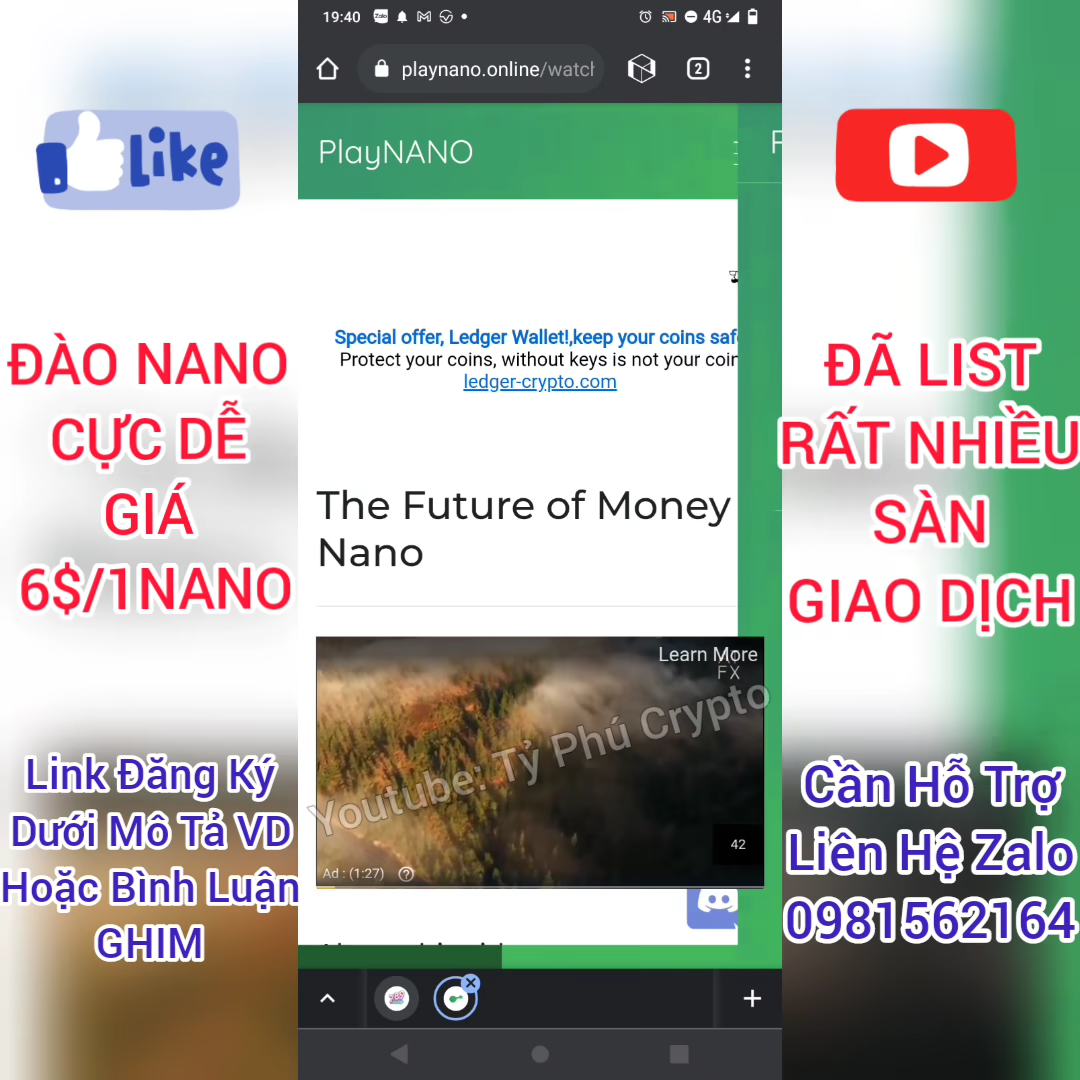 19:40
Zalo
4G
playnano.online/watch
2
PlayNANO
Like
Special offer, Ledger Wallet!,keep your coins saf
Protect your coins, without keys is not your coin
ledger-crypto.com
ĐÀO NANO
CỰC DỄ
GIÁ
6$/1NANO
ĐÃ LIST
RẤT NHIỀU
SÀN
GIAO DỊCH
The Future of Money
Nano
Learn More
FX
Youtube: Tỷ Phú Crypto
42
Ad : (1:27)
Link Đăng Ký
Dưới Mô Tả VD
Hoặc Bình Luận
GHIM
Cần Hỗ Trợ
Liên Hệ Zalo
0981562164